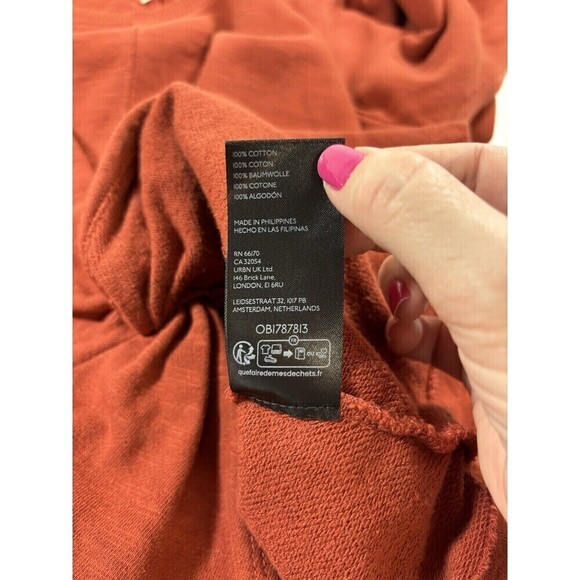 100% COTTON
100% COTON
100% BAUMWOLLE
100% COTONE
100% ALGODÓN
MADE IN PHILIPPINES
HECHO EN LAS FILIPINAS
RN 66170
CA 32054
URBN UK Ltd.
146 Brick Lane,
LONDON, E1 6RU
LEIDSESTRAAT 32, 1017 PB
AMSTERDAM, NETHERLANDS
OB1787813
FR
OU
quefairedemesdechets.fr